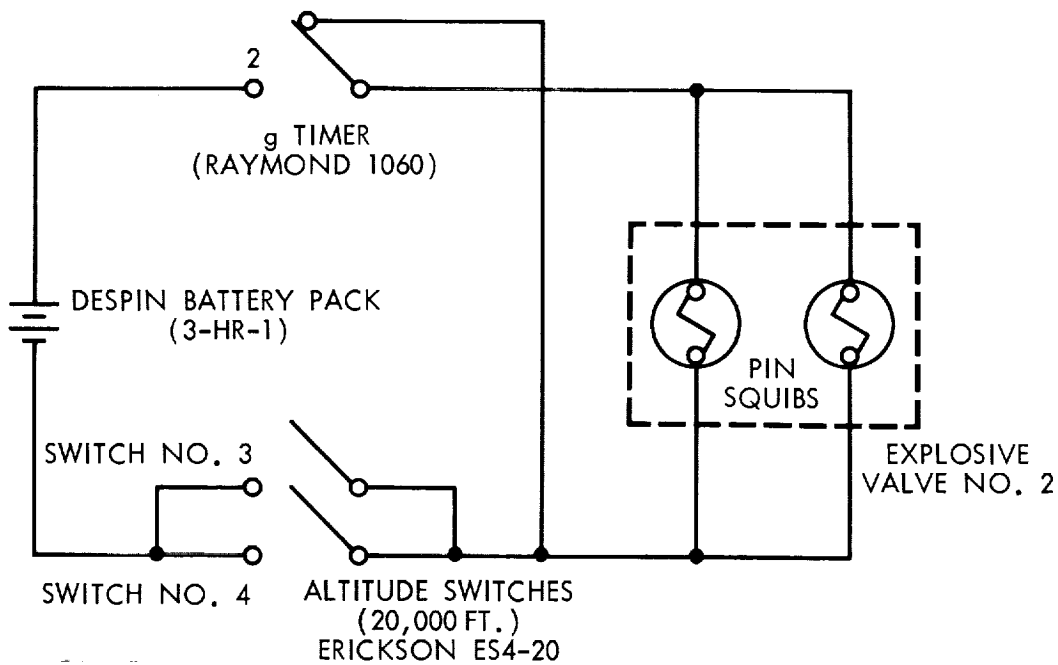 2
g TIMER
(RAYMOND 1060)
DESPIN BATTERY PACK
(3-HR-1)
PIN
SQUIBS
EXPLOSIVE
VALVE NO. 2
SWITCH NO. 3
SWITCH NO. 4
ALTITUDE SWITCHES
(20,000 FT.)
ERICKSON ES4-20